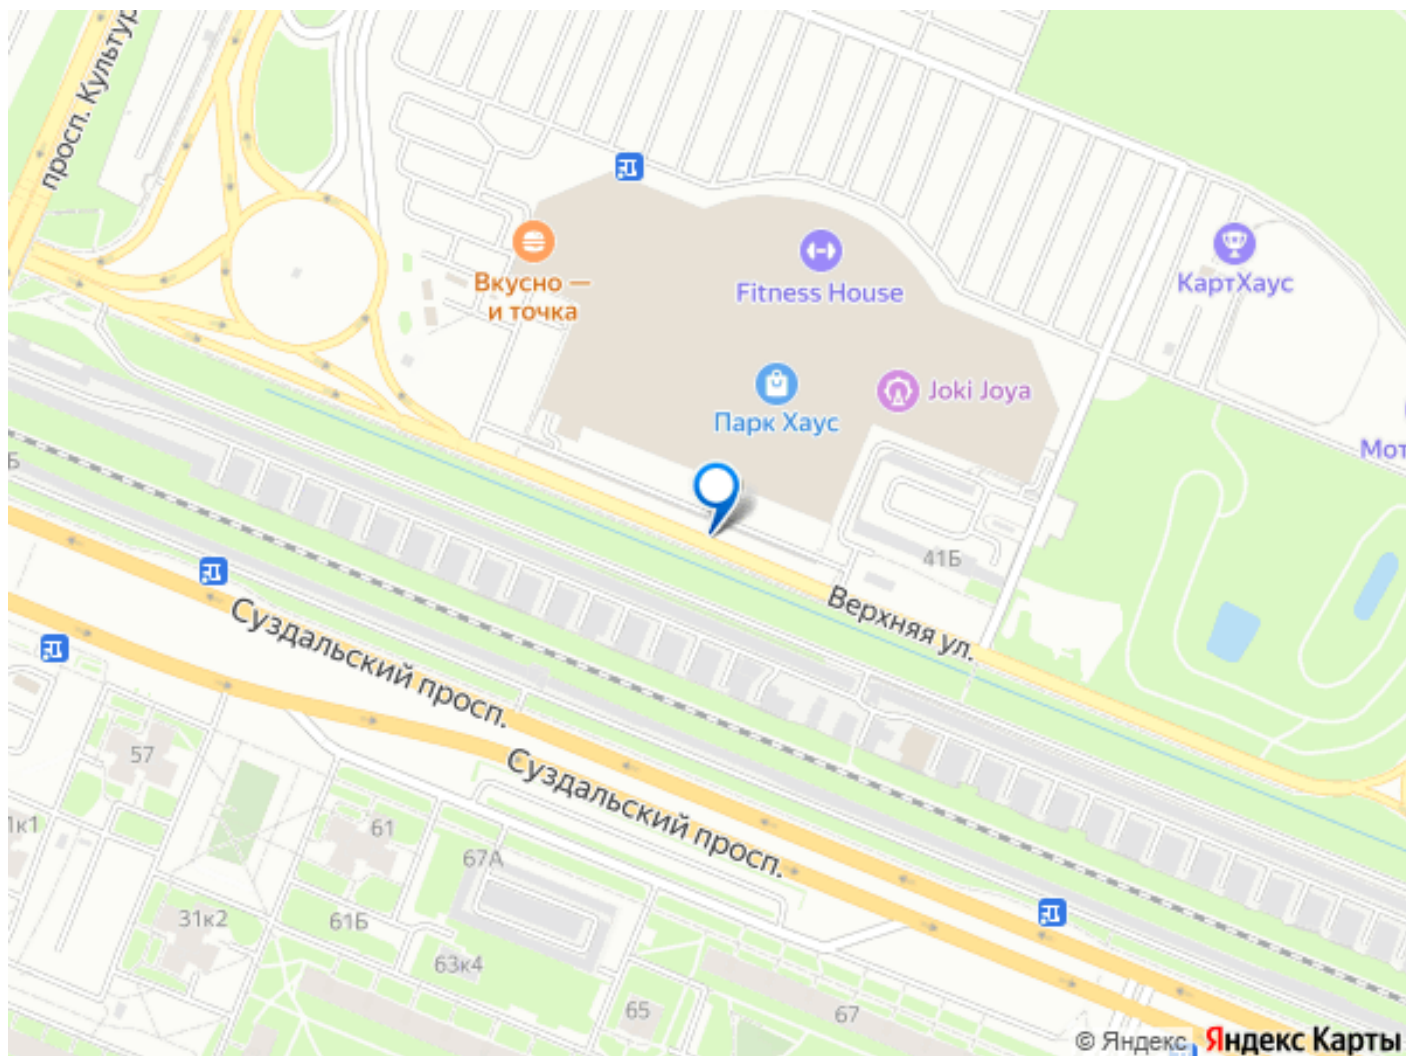 просп. Культур
Вкусно —
и точка
Fitness House
КартХаус
Парк Хаус
Joki Joya
Мот
Б
41Б
Верхняя ул.
Суздальский просп.
Суздальский просп.
57
1к1
61
67А
31к2
61Б
63к4
65
67
© Яндекс Яндекс Карты